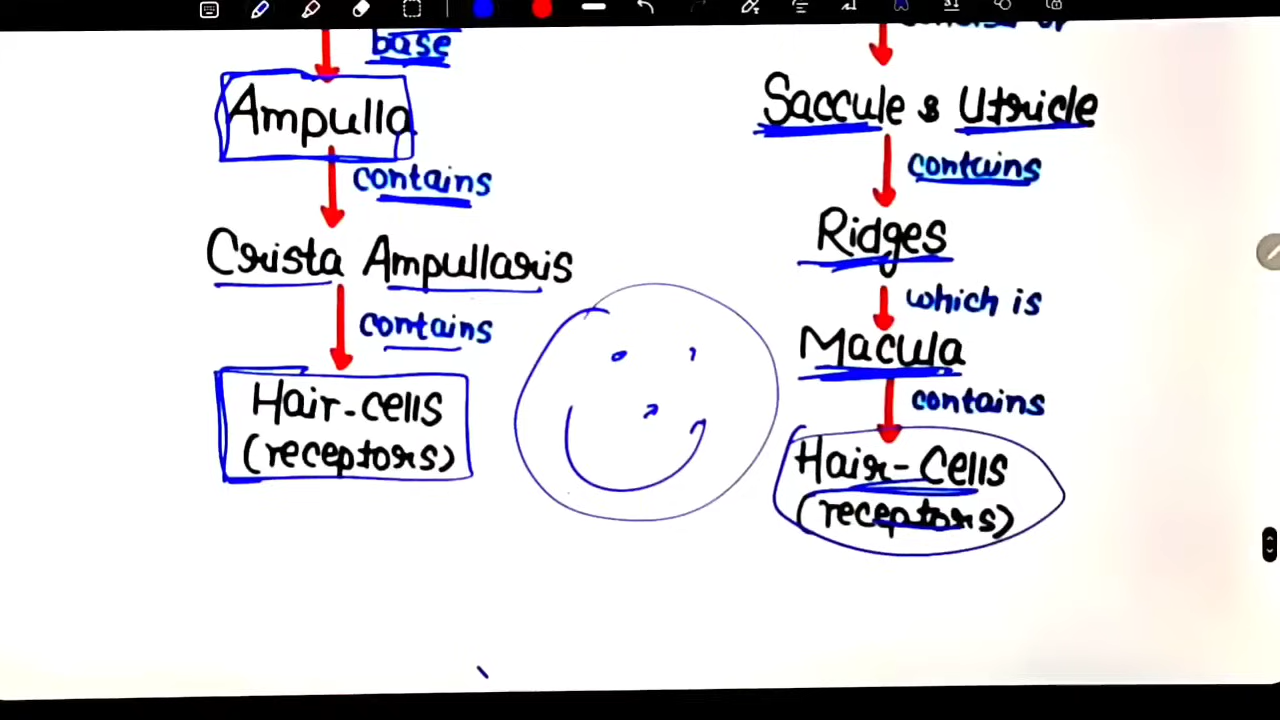 base
Ampulla
contains
Crista Ampullaris
contains
Hair-cells
(receptors)
Saccule & Utricle
contains
Ridges
which is
Macula
contains
Hair-Cells
(receptors)